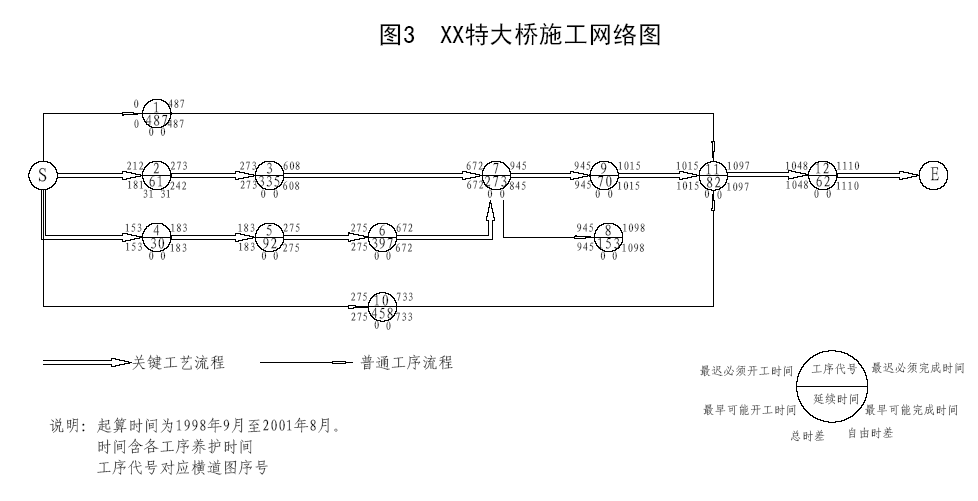 图3 XX特大桥施工网络图
0 1 487
0 487 487
0 0
S
212 2 273
181 61 242
31 31
273 3 608
273 335 608
0 0
672 7 945
672 273 845
0 0
945 9 1015
945 70 1015
0 0
1015 11 1097
1015 82 1097
0 0
1048 12 1110
1048 62 1110
0 0
E
153 4 183
153 30 183
0 0
183 5 275
183 92 275
0 0
275 6 672
275 397 672
0 0
945 8 1098
945 153 1098
0 0
275 10 733
275 458 733
0 0
关键工艺流程 普通工序流程
最迟必须开工时间 工序代号 最迟必须完成时间
最早可能开工时间 延续时间 最早可能完成时间
总时差 自由时差
说明：起算时间为1998年9月至2001年8月。
时间含各工序养护时间
工序代号对应横道图序号